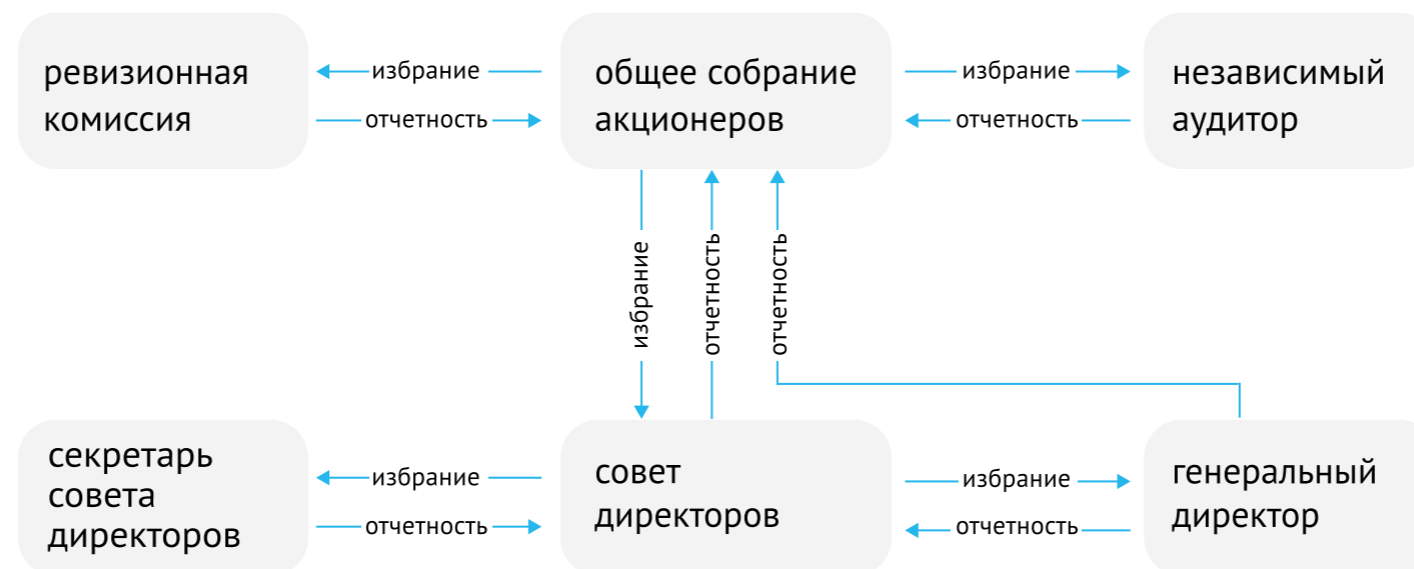 ревизионная
комиссия
избрание
отчетность
общее собрание
акционеров
избрание
отчетность
независимый
аудитор
избрание
отчетность
отчетность
секретарь
совета
директоров
избрание
отчетность
совет
директоров
избрание
отчетность
генеральный
директор